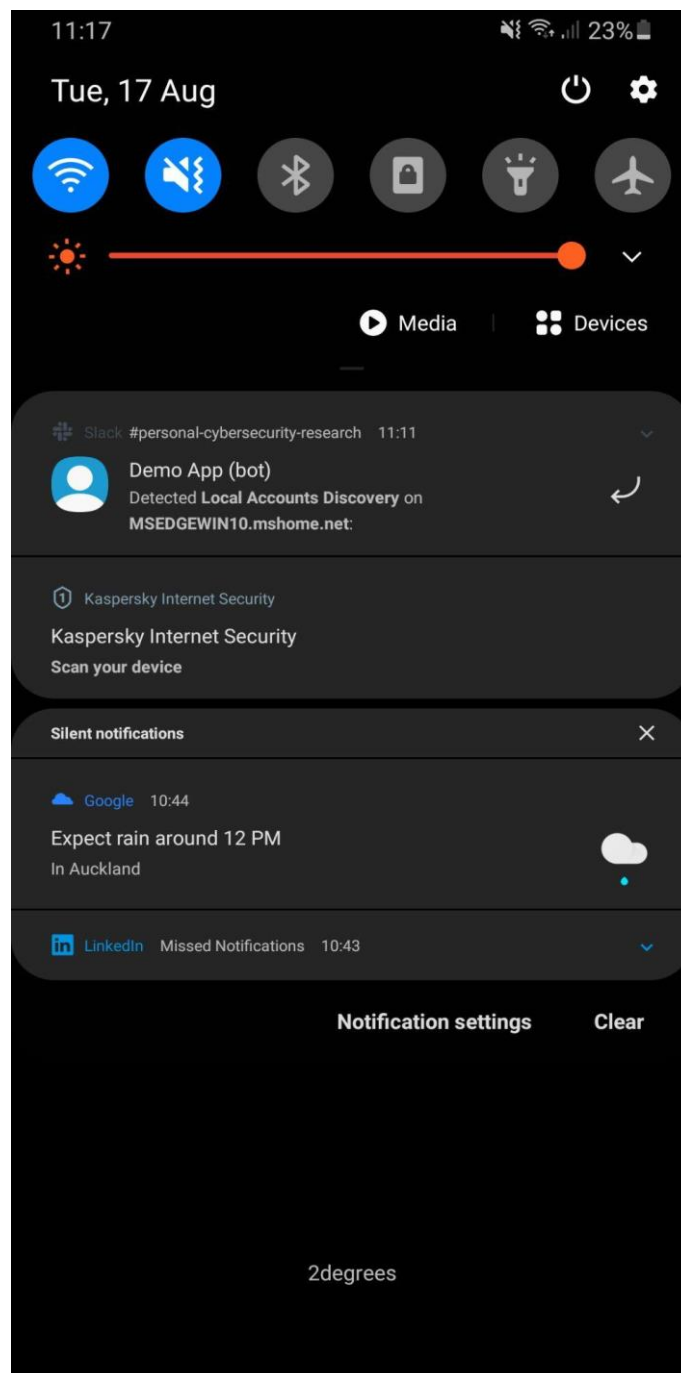 11:17 23%
Tue, 17 Aug
Media Devices
Slack #personal-cybersecurity-research 11:11
Demo App (bot)
Detected Local Accounts Discovery on
MSEDGEWIN10.mshome.net:
Kaspersky Internet Security
Kaspersky Internet Security
Scan your device
Silent notifications
Google 10:44
Expect rain around 12 PM
In Auckland
in LinkedIn Missed Notifications 10:43
Notification settings Clear
2degrees